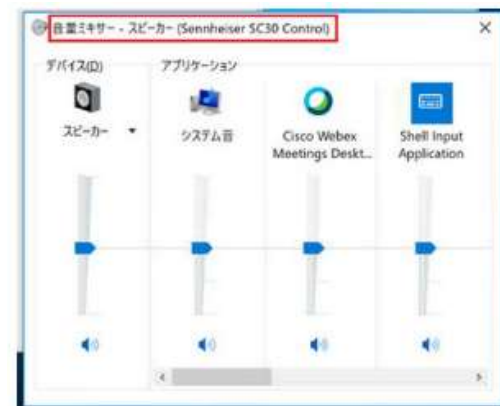 音量ミキサー - スピーカー (Sennheiser SC30 Control)
デバイス(D)
アプリケーション
スピーカー
システム音
Cisco Webex
Meetings Deskt...
Shell Input
Application